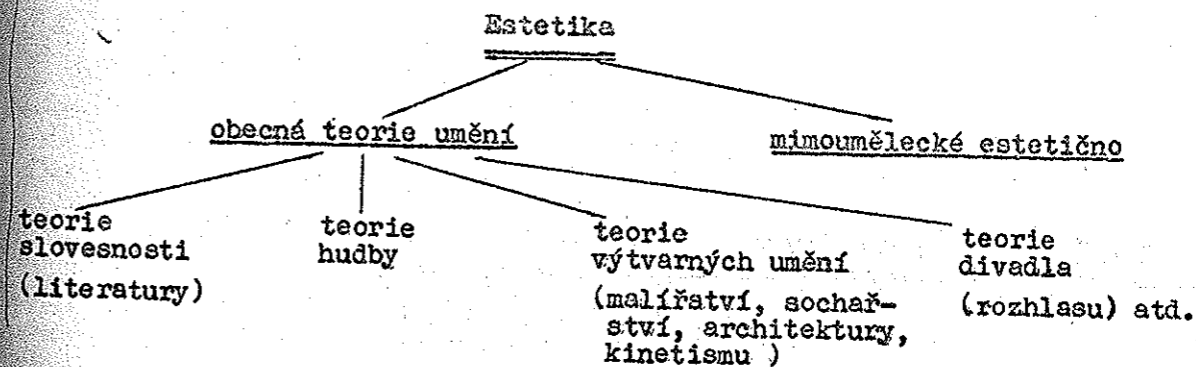 Estetika
obecná teorie umění
mimoumělecké estetično
teorie
slovesnosti
(literatury)
teorie
hudby
teorie
výtvarných umění
(malířatví, sochař-
ství, architektury,
kinetismu )
teorie
divadla
(rozhlasu) atd.